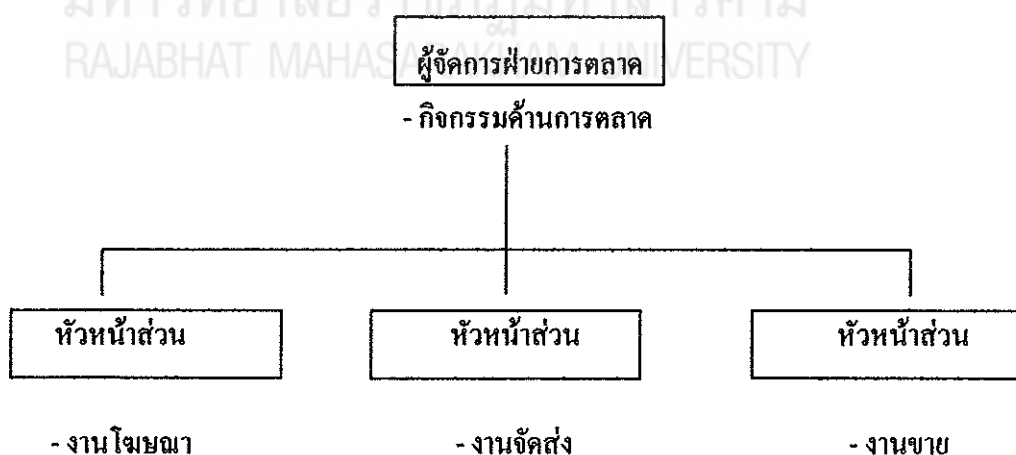 RAJABHAT MAHASARAKHAM UNIVERSITY
ผู้จัดการฝ่ายการตลาด
- กิจกรรมด้านการตลาด
หัวหน้าส่วน หัวหน้าส่วน หัวหน้าส่วน
- งานโฆษณา - งานจัดส่ง - งานขาย